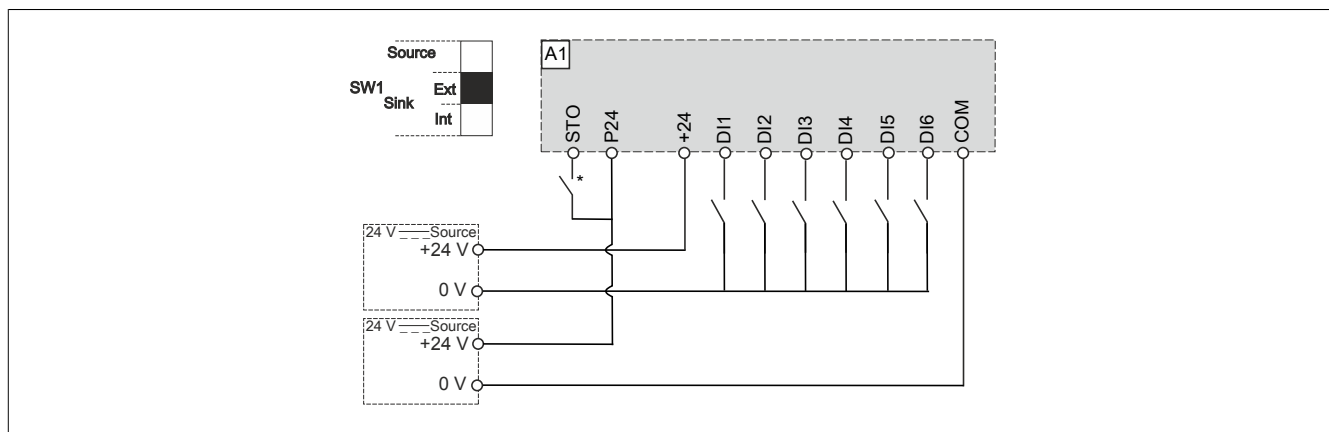 Source
SW1
Sink
Ext
Int
A1
STO
P24
+24
DI1
DI2
DI3
DI4
DI5
DI6
COM
*
24 V Source
+24 V
0 V
24 V Source
+24 V
0 V